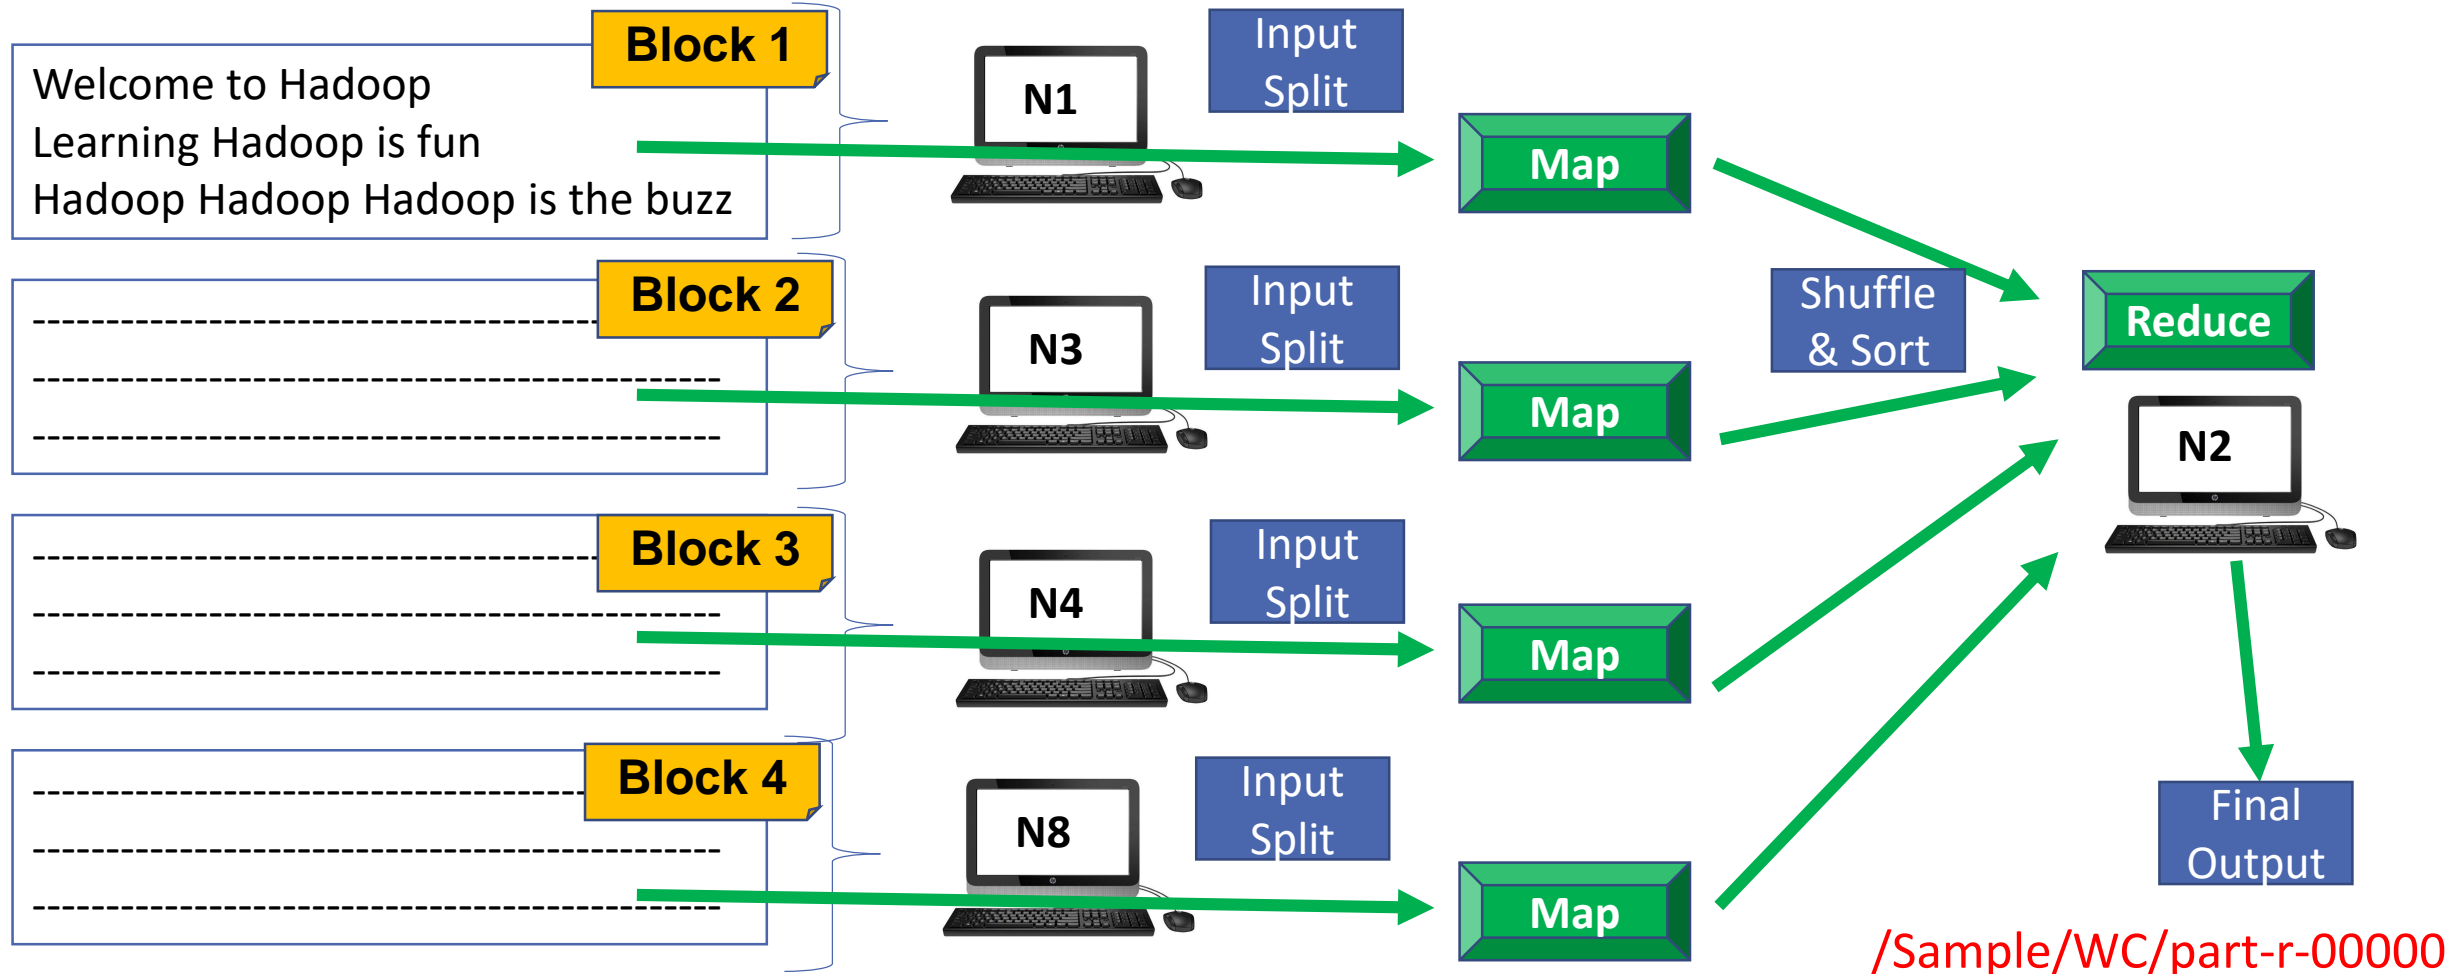 Block 1
Welcome to Hadoop
Learning Hadoop is fun
Hadoop Hadoop Hadoop is the buzz
N1
Input
Split
Map
Block 2
------------------------------------------------
------------------------------------------------
------------------------------------------------
N3
Input
Split
Map
Shuffle
& Sort
Reduce
N2
Block 3
------------------------------------------------
------------------------------------------------
------------------------------------------------
N4
Input
Split
Map
Block 4
------------------------------------------------
------------------------------------------------
------------------------------------------------
N8
Input
Split
Map
Final
Output
/Sample/WC/part-r-00000